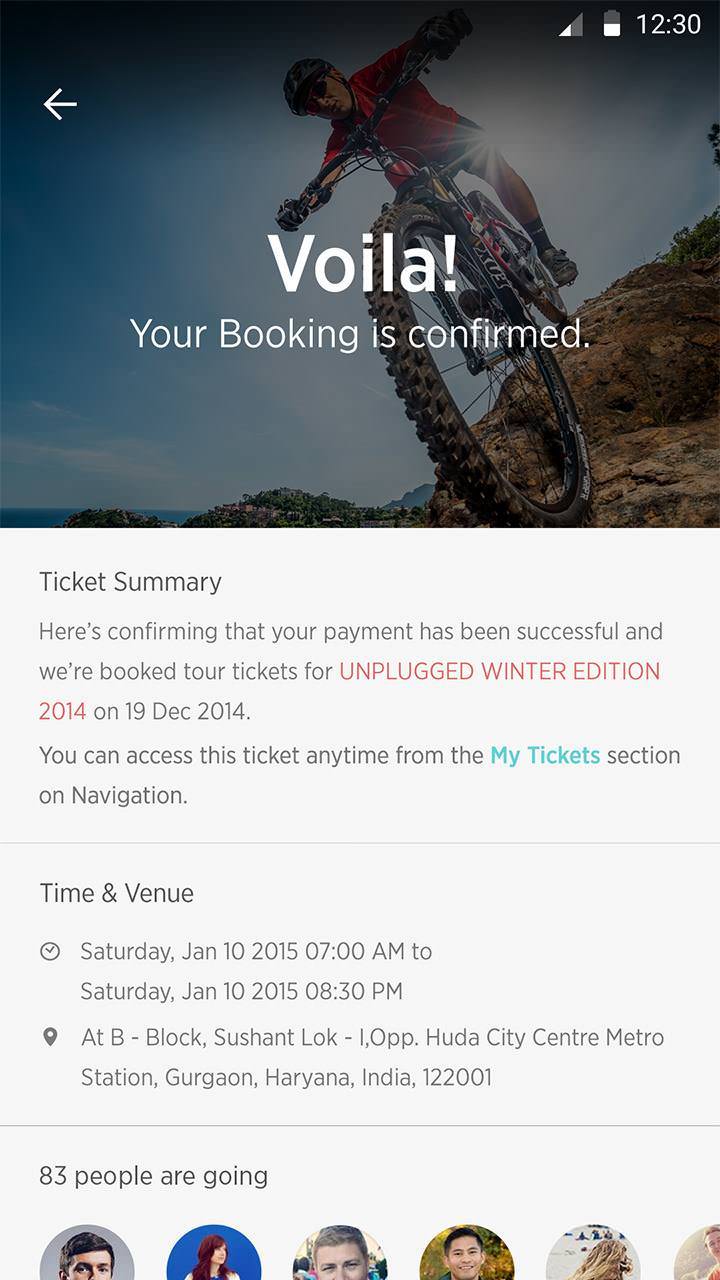 12:30
Voila!
Your Booking is confirmed.
Ticket Summary
Here’s confirming that your payment has been successful and
we’re booked tour tickets for UNPLUGGED WINTER EDITION
2014 on 19 Dec 2014.
You can access this ticket anytime from the My Tickets section
on Navigation.
Time & Venue
Saturday, Jan 10 2015 07:00 AM to
Saturday, Jan 10 2015 08:30 PM
At B - Block, Sushant Lok - I,Opp. Huda City Centre Metro
Station, Gurgaon, Haryana, India, 122001
83 people are going